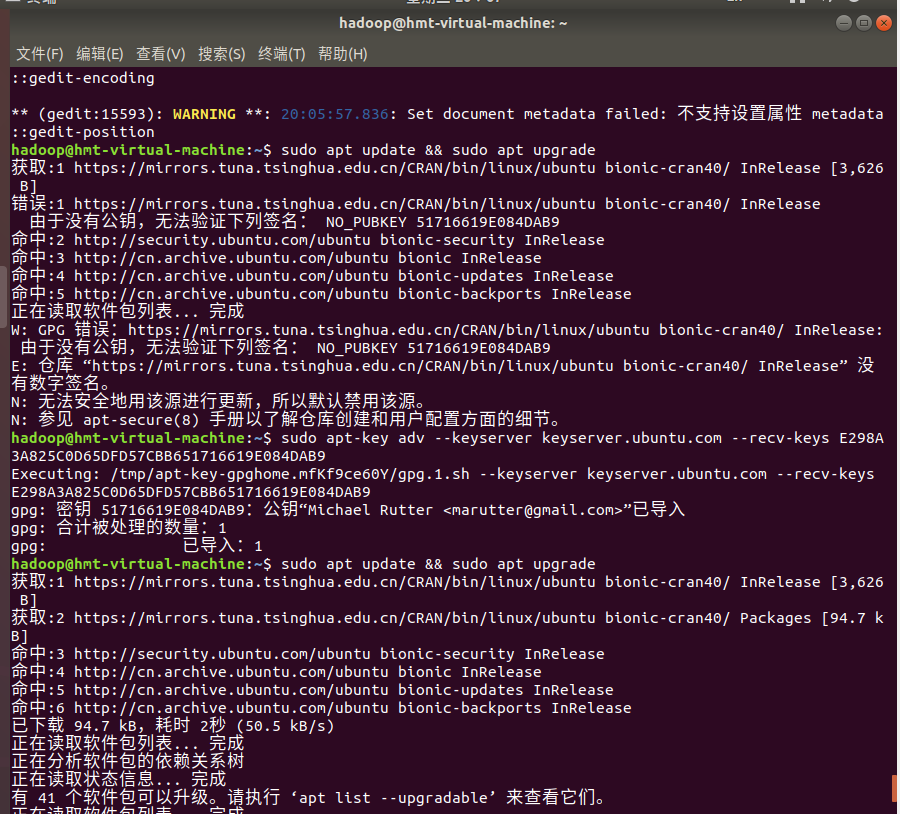 hadoop@hmt-virtual-machine: ~
文件(F) 编辑(E) 查看(V) 搜索(S) 终端(T) 帮助(H)
::gedit-encoding
** (gedit:15593): WARNING **: 20:05:57.836: Set document metadata failed: 不支持设置属性 metadata
::gedit-position
hadoop@hmt-virtual-machine:~$ sudo apt update && sudo apt upgrade
获取:1 https://mirrors.tuna.tsinghua.edu.cn/CRAN/bin/linux/ubuntu bionic-cran40/ InRelease [3,626
 B]
错误:1 https://mirrors.tuna.tsinghua.edu.cn/CRAN/bin/linux/ubuntu bionic-cran40/ InRelease
  由于没有公钥，无法验证下列签名： NO_PUBKEY 51716619E084DAB9
命中:2 http://security.ubuntu.com/ubuntu bionic-security InRelease
命中:3 http://cn.archive.ubuntu.com/ubuntu bionic InRelease
命中:4 http://cn.archive.ubuntu.com/ubuntu bionic-updates InRelease
命中:5 http://cn.archive.ubuntu.com/ubuntu bionic-backports InRelease
正在读取软件包列表... 完成
W: GPG 错误：https://mirrors.tuna.tsinghua.edu.cn/CRAN/bin/linux/ubuntu bionic-cran40/ InRelease:
 由于没有公钥，无法验证下列签名： NO_PUBKEY 51716619E084DAB9
E: 仓库 “https://mirrors.tuna.tsinghua.edu.cn/CRAN/bin/linux/ubuntu bionic-cran40/ InRelease” 没
有数字签名。
N: 无法安全地用该源进行更新，所以默认禁用该源。
N: 参见 apt-secure(8) 手册以了解仓库创建和用户配置方面的细节。
hadoop@hmt-virtual-machine:~$ sudo apt-key adv --keyserver keyserver.ubuntu.com --recv-keys E298A
3A825C0D65DFD57CBB651716619E084DAB9
Executing: /tmp/apt-key-gpghome.mfKf9ce60Y/gpg.1.sh --keyserver keyserver.ubuntu.com --recv-keys
E298A3A825C0D65DFD57CBB651716619E084DAB9
gpg: 密钥 51716619E084DAB9：公钥“Michael Rutter <marutter@gmail.com>”已导入
gpg: 合计被处理的数量：1
gpg:               已导入：1
hadoop@hmt-virtual-machine:~$ sudo apt update && sudo apt upgrade
获取:1 https://mirrors.tuna.tsinghua.edu.cn/CRAN/bin/linux/ubuntu bionic-cran40/ InRelease [3,626
 B]
获取:2 https://mirrors.tuna.tsinghua.edu.cn/CRAN/bin/linux/ubuntu bionic-cran40/ Packages [94.7 k
B]
命中:3 http://security.ubuntu.com/ubuntu bionic-security InRelease
命中:4 http://cn.archive.ubuntu.com/ubuntu bionic InRelease
命中:5 http://cn.archive.ubuntu.com/ubuntu bionic-updates InRelease
命中:6 http://cn.archive.ubuntu.com/ubuntu bionic-backports InRelease
已下载 94.7 kB，耗时 2秒 (50.5 kB/s)
正在读取软件包列表... 完成
正在分析软件包的依赖关系树
正在读取状态信息... 完成
有 41 个软件包可以升级。请执行 ‘apt list --upgradable’ 来查看它们。
正在读取软件包列表... 完成